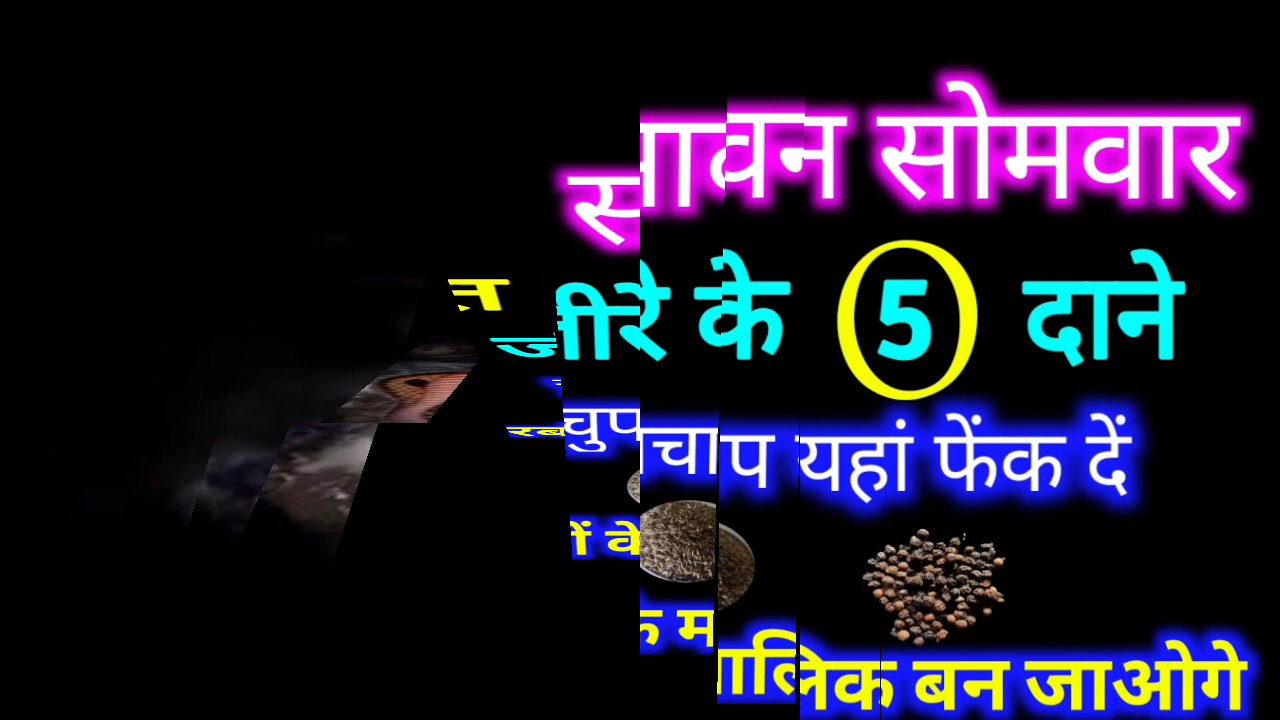 सावन सोमवार
जीरे के 5 दाने
चुपचाप यहां फेंक दें
के मालिक बन जाओगे